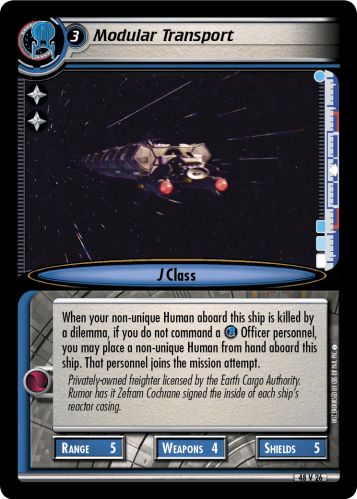 3 Modular Transport
J Class
When your non-unique Human aboard this ship is killed by
a dilemma, if you do not command a Officer personnel,
you may place a non-unique Human from hand aboard this
ship. That personnel joins the mission attempt.
Privately-owned freighter licensed by the Earth Cargo Authority.
Rumor has it Zefram Cochrane signed the inside of each ship's
reactor casing.
RANGE 5 WEAPONS 4 SHIELDS 5
48 V 26